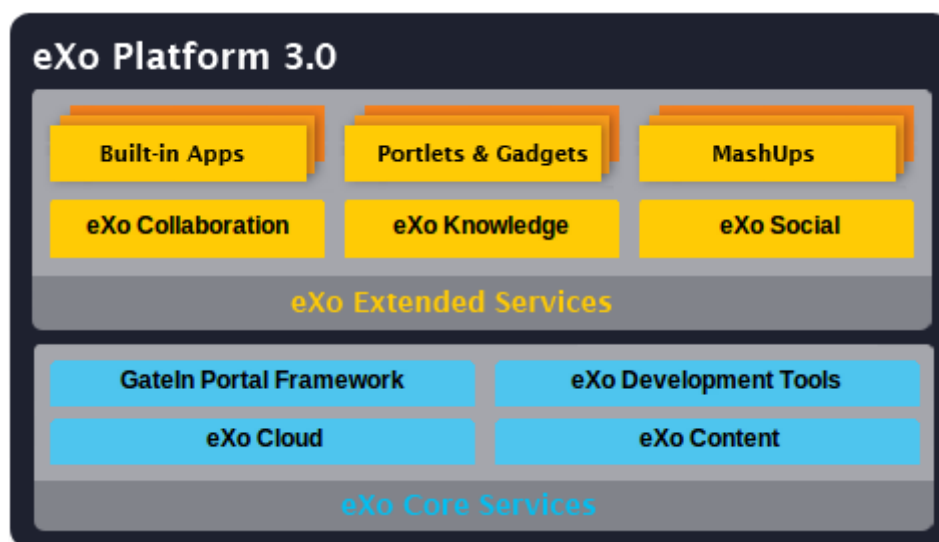 eXo Platform 3.0
Built-in Apps
Portlets & Gadgets
MashUps
eXo Collaboration
eXo Knowledge
eXo Social
eXo Extended Services
GateIn Portal Framework
eXo Development Tools
eXo Cloud
eXo Content
eXo Core Services